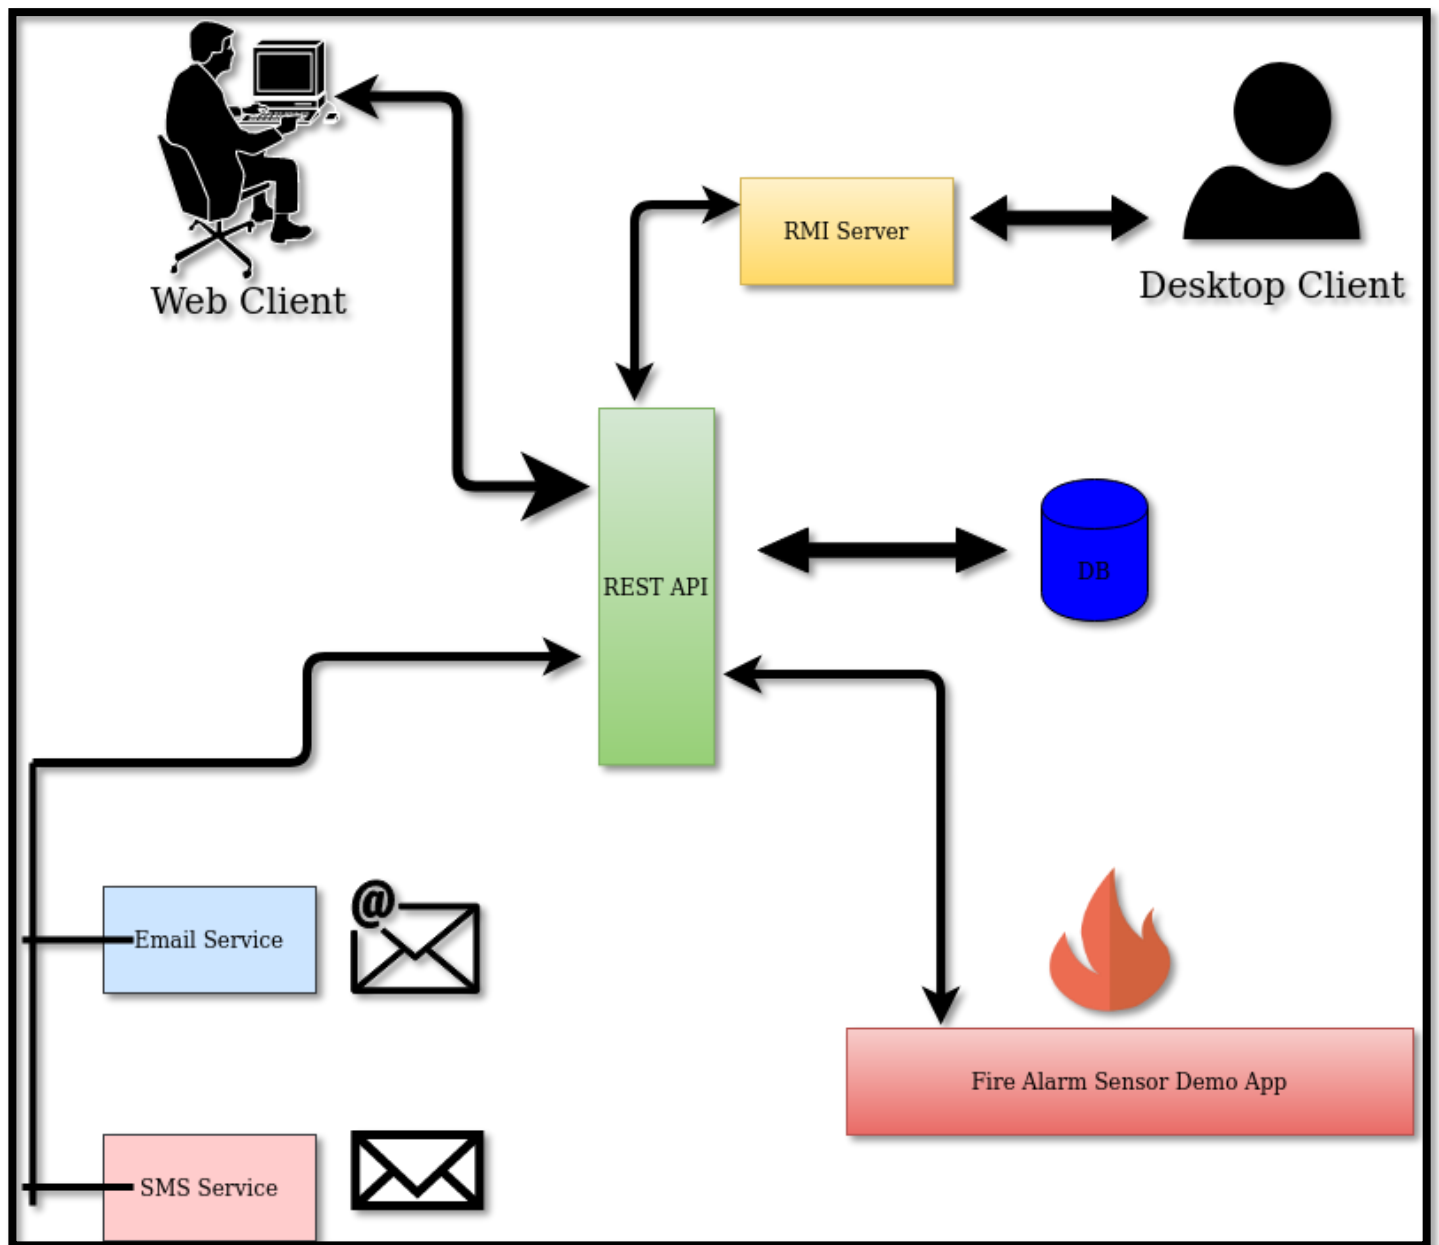 Web Client
RMI Server
Desktop Client
REST API
DB
@
Email Service
Fire Alarm Sensor Demo App
SMS Service